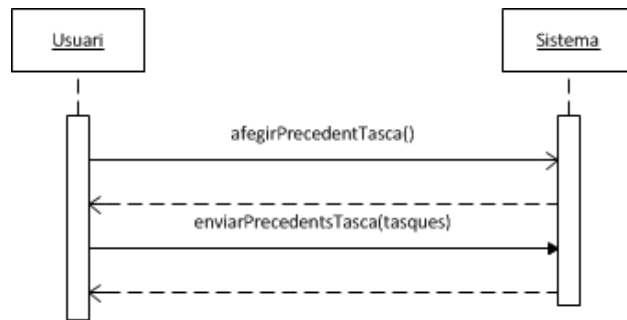 Usuari
Sistema
afegirPrecedentTasca()
enviarPrecedentsTasca(tasques)